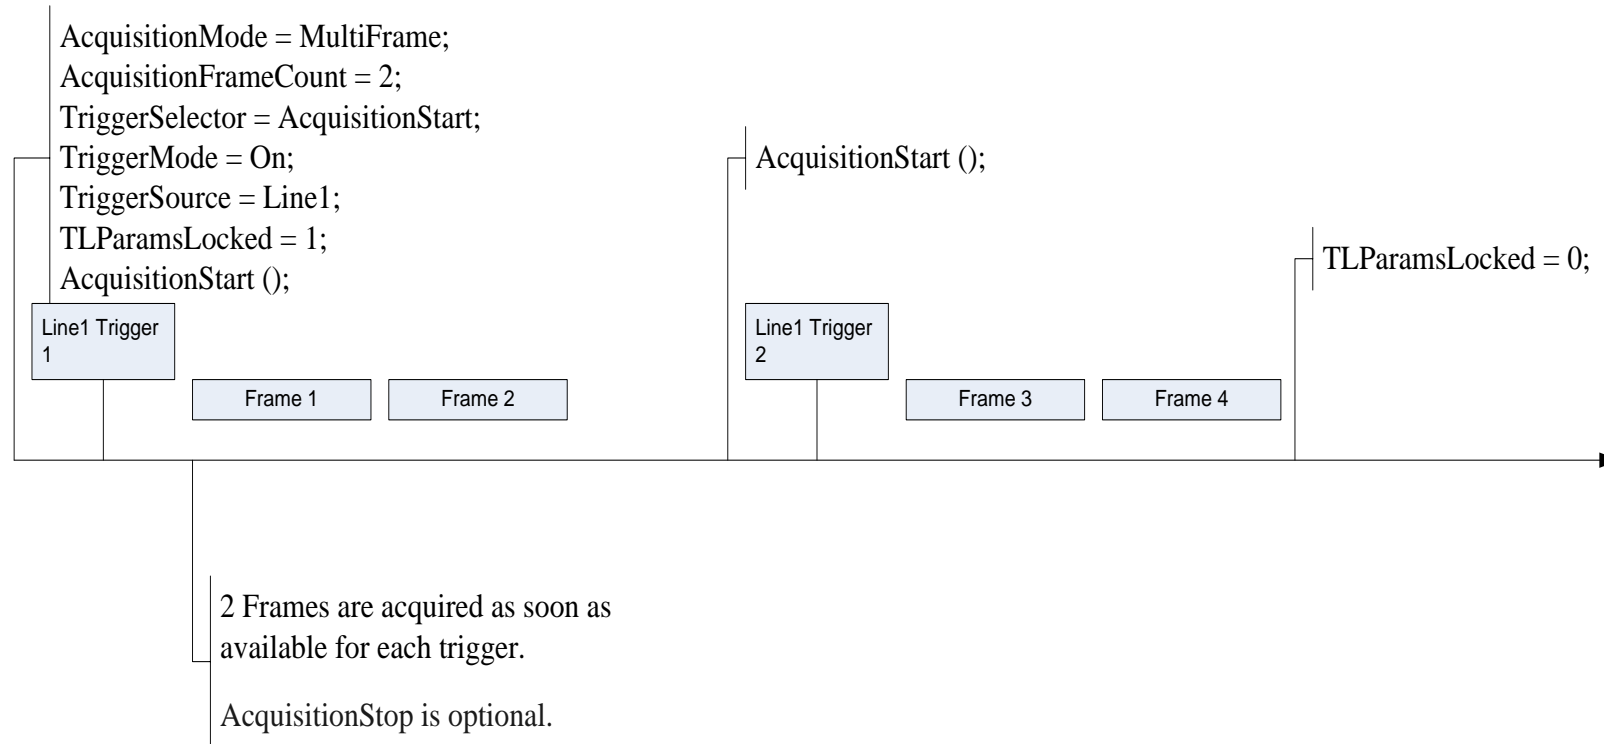 AcquisitionMode = MultiFrame;
AcquisitionFrameCount = 2;
TriggerSelector = AcquisitionStart;
TriggerMode = On;
TriggerSource = Line1;
TLParamsLocked = 1;
AcquisitionStart ();
AcquisitionStart ();
TLParamsLocked = 0;
Line1 Trigger
1
Frame 1
Frame 2
Line1 Trigger
2
Frame 3
Frame 4
2 Frames are acquired as soon as
available for each trigger.
AcquisitionStop is optional.